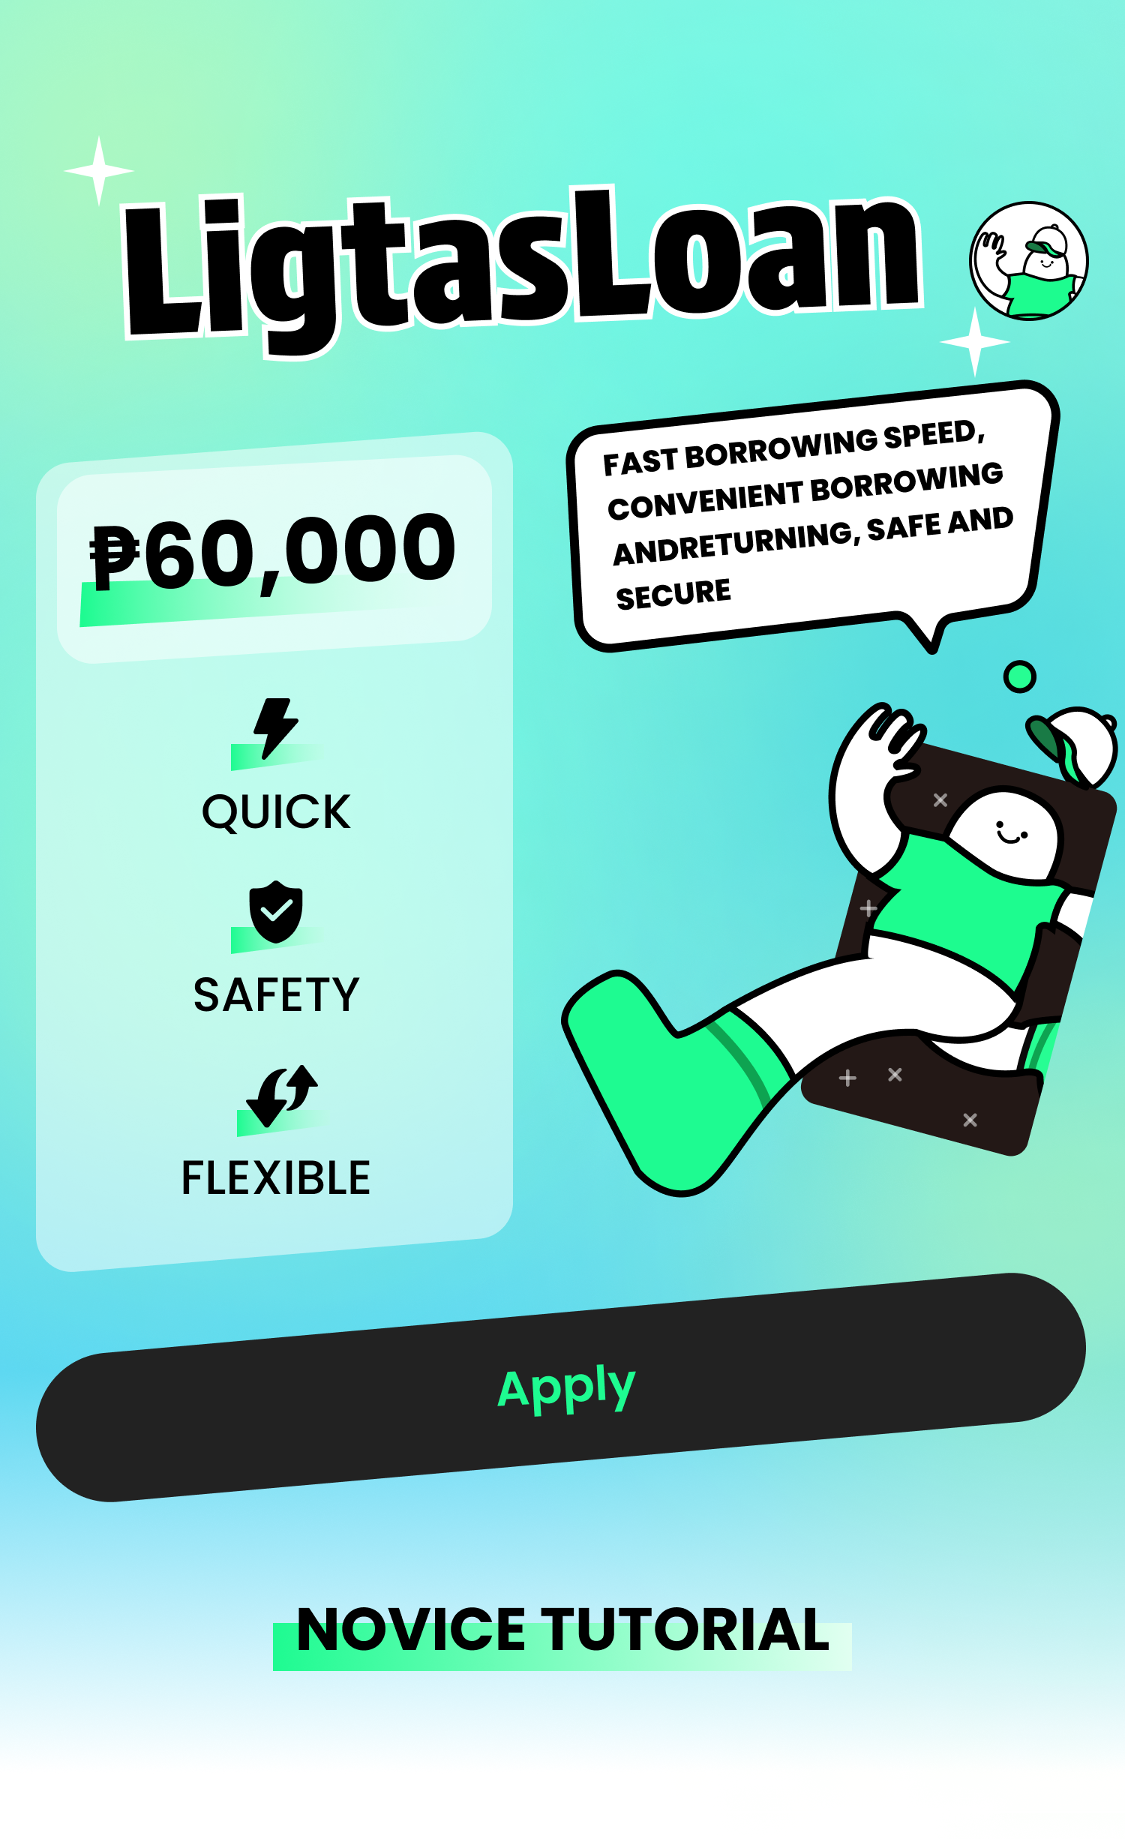 LigtasLoan
₱60,000
QUICK
SAFETY
FLEXIBLE
FAST BORROWING SPEED,
CONVENIENT BORROWING
ANDRETURNING, SAFE AND
SECURE
Apply
NOVICE TUTORIAL